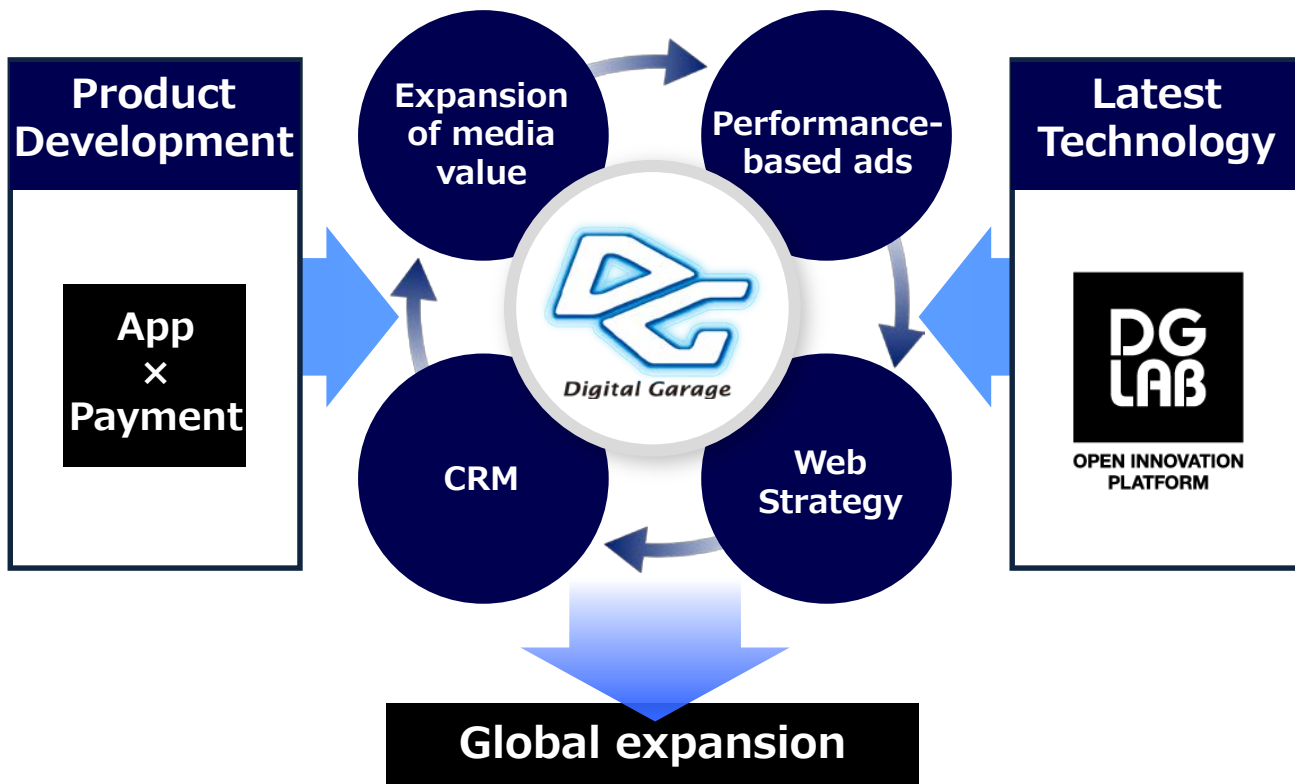 Product
Development
App
×
Payment
Expansion
of media
value
Performance-
based ads
Digital Garage
CRM
Web
Strategy
Latest
Technology
DG
LAB
OPEN INNOVATION
PLATFORM
Global expansion